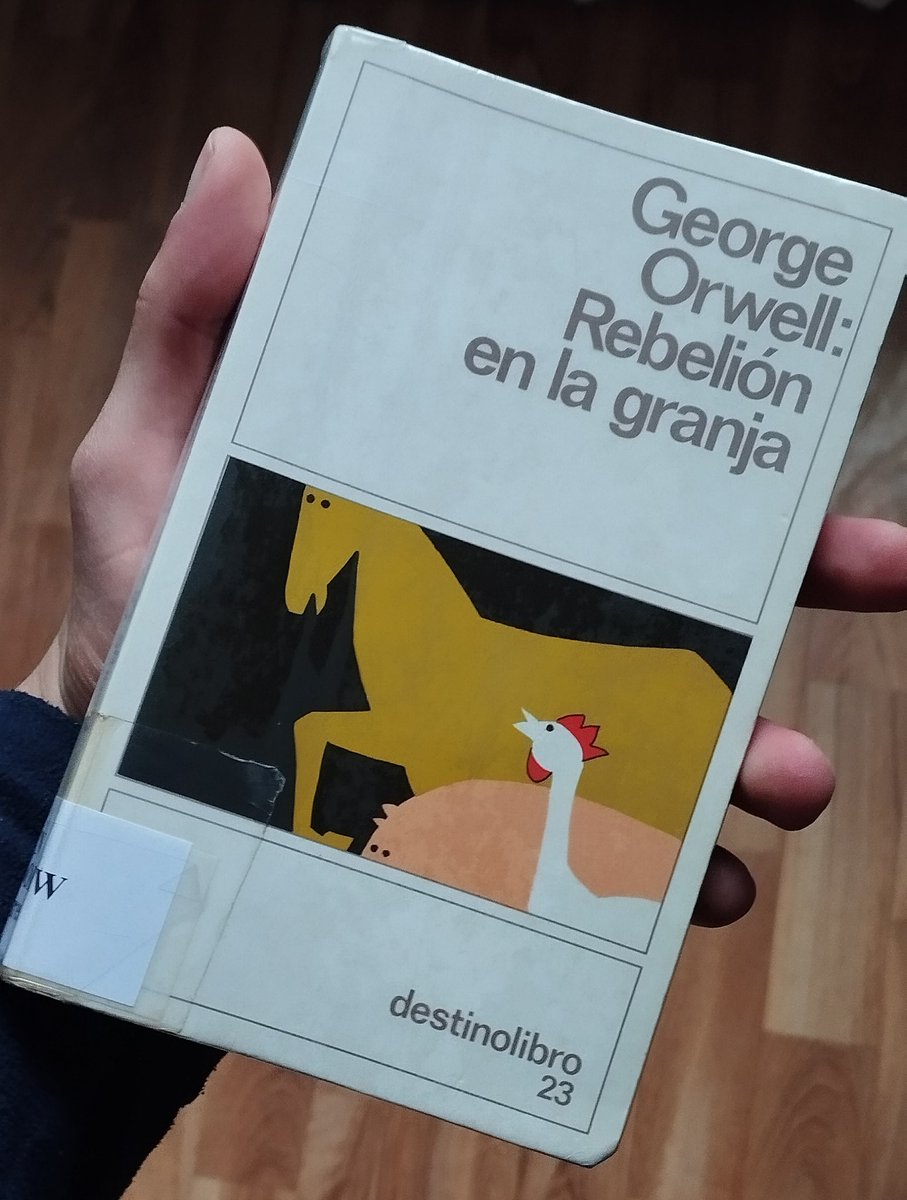 George
Orwell:
Rebelión
en la granja
W
destinolibro
23